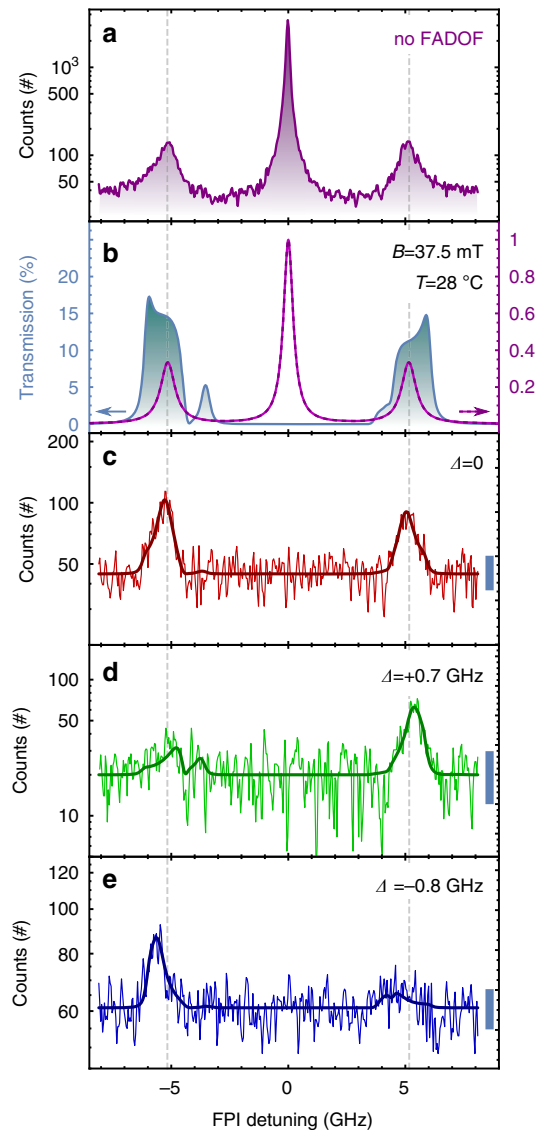 a
no FADOF
10³
500
100
50
Counts (#)
b
B=37.5 mT
T=28 °C
20
15
10
5
0
Transmission (%)
1
0.8
0.6
0.4
0.2
c
Δ=0
200
100
50
Counts (#)
d
Δ=+0.7 GHz
100
50
10
Counts (#)
e
Δ =–0.8 GHz
120
100
80
60
Counts (#)
–5 0 5
FPI detuning (GHz)